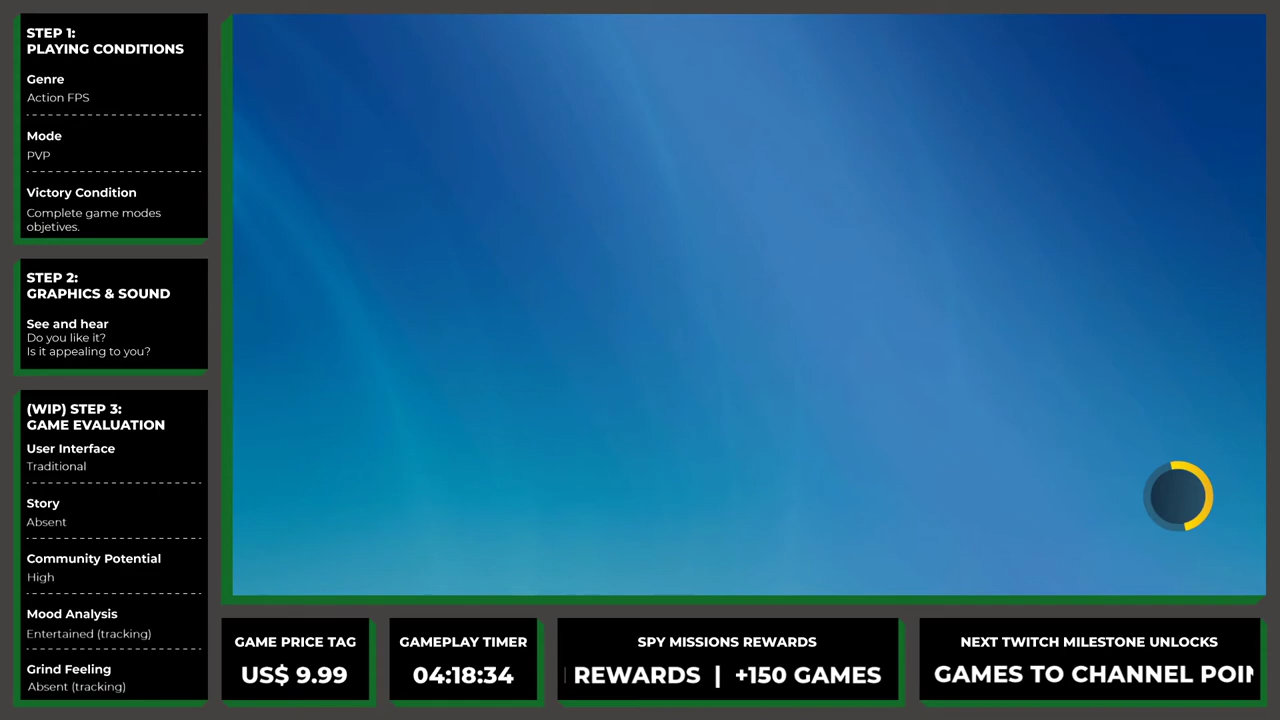 STEP 1:
PLAYING CONDITIONS
Genre
Action FPS
Mode
PVP
Victory Condition
Complete game modes
objetives.
STEP 2:
GRAPHICS & SOUND
See and hear
Do you like it?
Is it appealing to you?
(WIP) STEP 3:
GAME EVALUATION
User Interface
Traditional
Story
Absent
Community Potential
High
Mood Analysis
Entertained (tracking)
Grind Feeling
Absent (tracking)
GAME PRICE TAG
US$ 9.99
GAMEPLAY TIMER
04:18:34
SPY MISSIONS REWARDS
REWARDS | +150 GAMES
NEXT TWITCH MILESTONE UNLOCKS
GAMES TO CHANNEL POIN